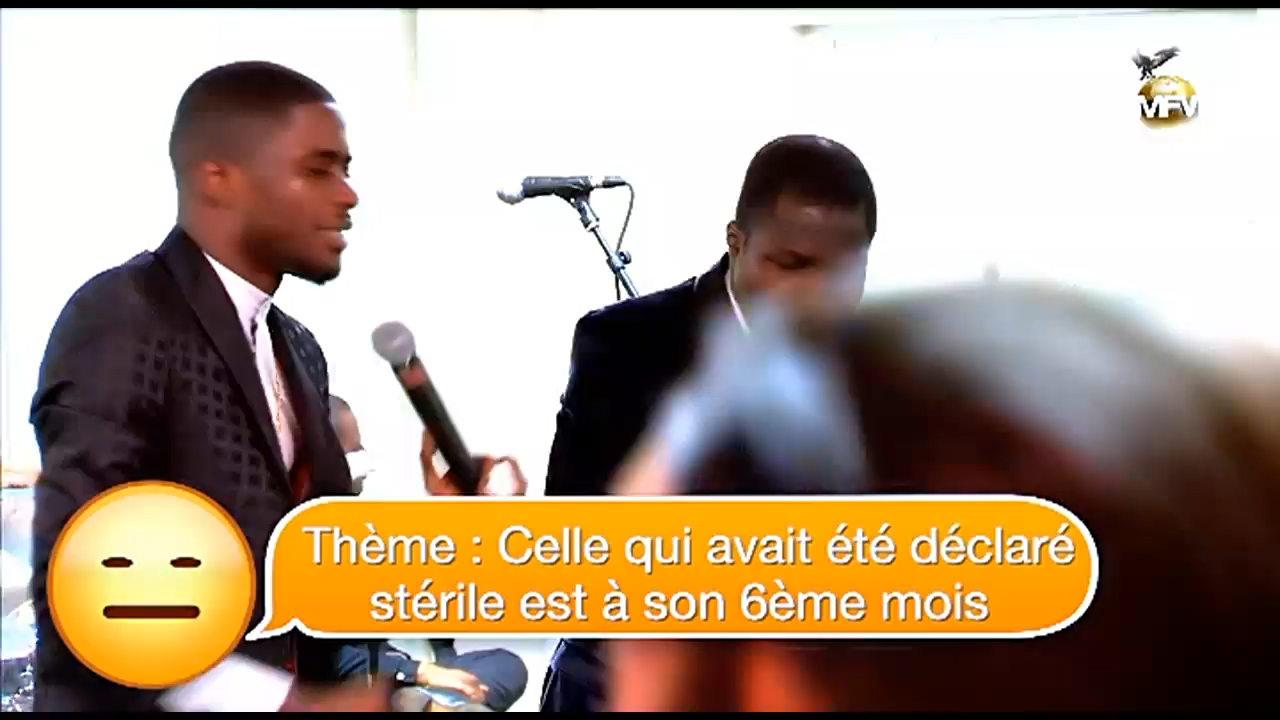 MFV
Thème : Celle qui avait été déclaré
stérile est à son 6ème mois